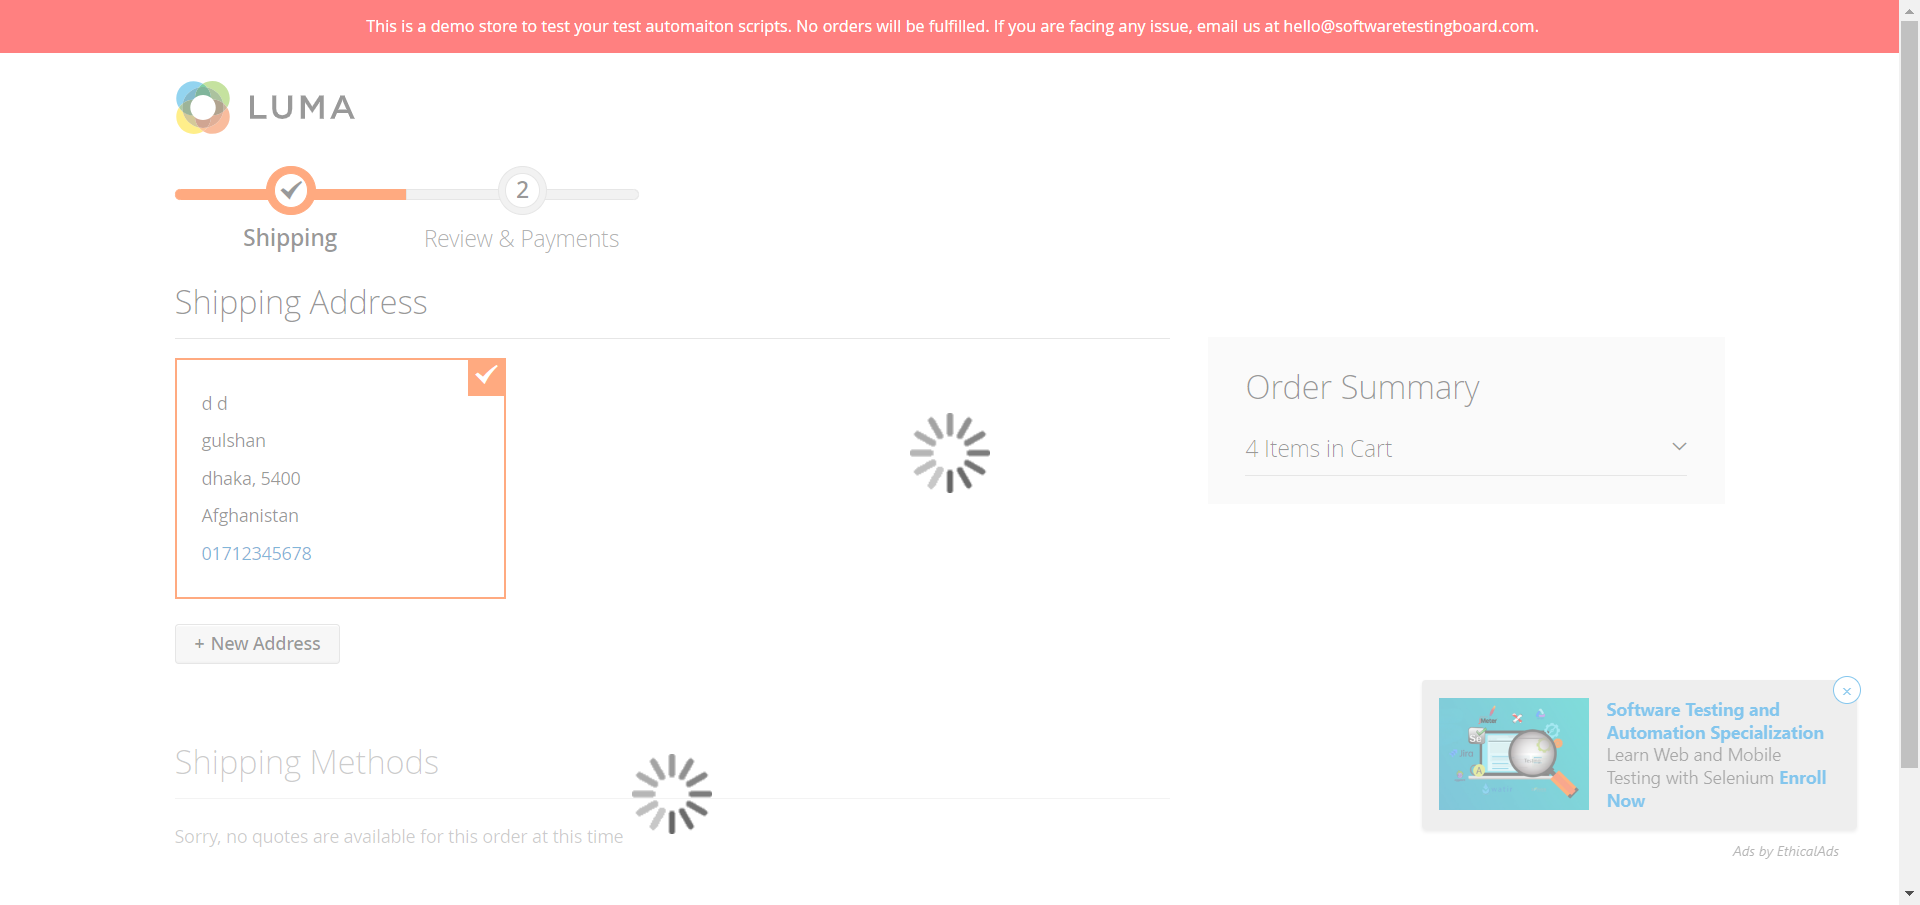 This is a demo store to test your test automaiton scripts. No orders will be fulfilled. If you are facing any issue, email us at hello@softwaretestingboard.com.
LUMA
2
Shipping
Review & Payments
Shipping Address
d d
gulshan
dhaka, 5400
Afghanistan
01712345678
+ New Address
Order Summary
4 Items in Cart
Shipping Methods
Sorry, no quotes are available for this order at this time
Software Testing and
Automation Specialization
Learn Web and Mobile
Testing with Selenium Enroll
Now
Ads by EthicalAds